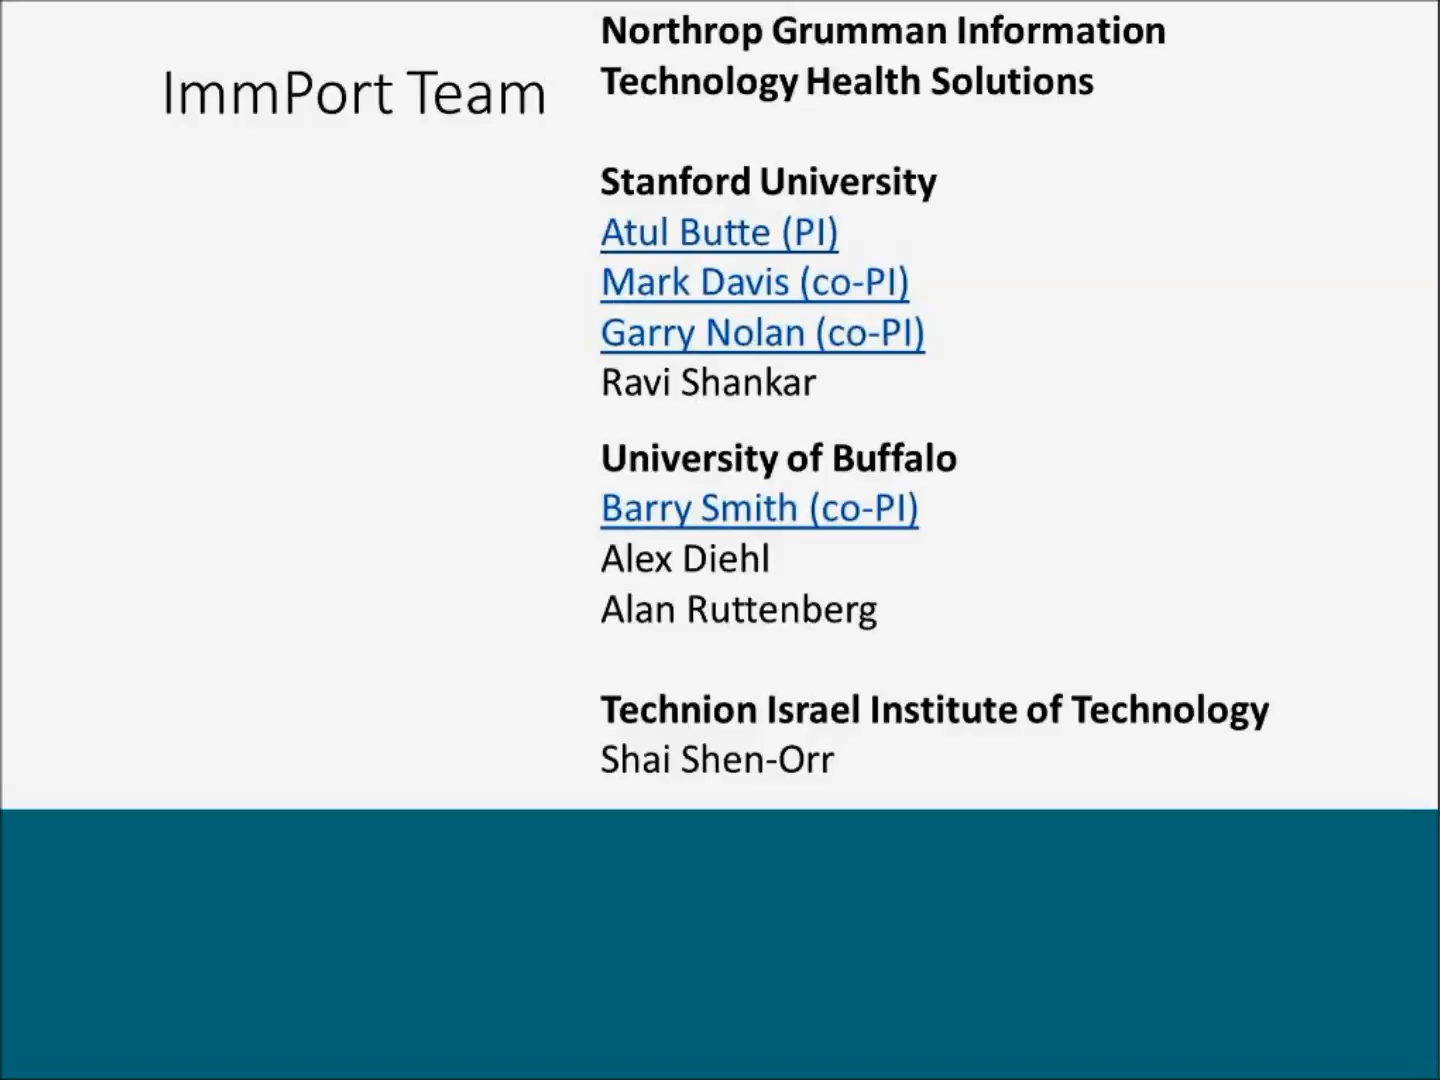 ImmPort Team
Northrop Grumman Information
Technology Health Solutions
Stanford University
Atul Butte (PI)
Mark Davis (co-PI)
Garry Nolan (co-PI)
Ravi Shankar
University of Buffalo
Barry Smith (co-PI)
Alex Diehl
Alan Ruttenberg
Technion Israel Institute of Technology
Shai Shen-Orr